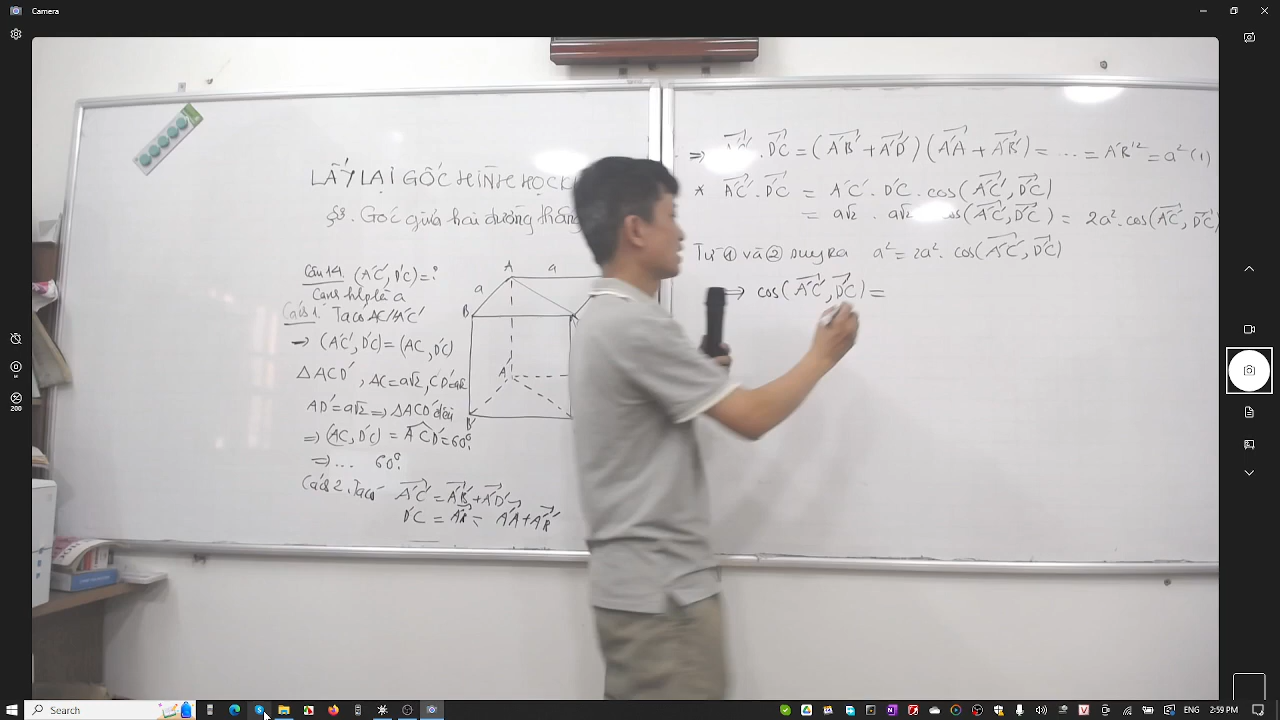 Camera
LẤY LẠI GỐC HÌNH HỌC
§8. Góc giữa hai đường thẳng
Câu 14. (A'C', D'C) = ?
Cạnh hlp là a
Cách 1. Ta có AC//A'C'
→ (A'C', D'C) = (AC, D'C)
ΔACD', AC = a√2, CD' = a√2
AD' = a√2 ⇒ ΔACD' đều
⇒ (AC, D'C) = ACD' = 60°
⇒ ... 60°.
Cách 2. Ta có A'C' = A'B' + A'D'
D'C = A'B = A'A + A'B'
A
a
a
B
A'
B'
⇒ A'C' . D'C = (A'B' + A'D')(A'A + A'B') = ... = A'B'² = a² (1)
* A'C' . D'C = A'C' . D'C . cos(A'C', D'C)
= a√2 . a√2 cos(A'C', D'C) = 2a² . cos(A'C', D'C)
Từ ① và ② suy ra a² = 2a² . cos(A'C', D'C)
⇒ cos(A'C', D'C) =
200
Search
2:59 PM